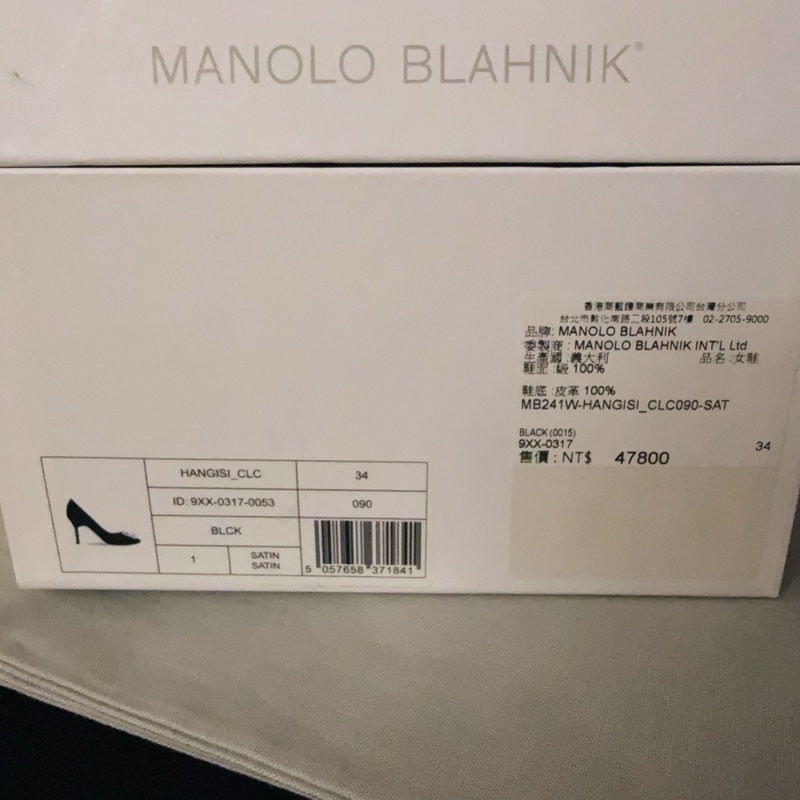 MANOLO BLAHNIK®
香港商藍鐘商業有限公司台灣分公司
台北市敦化南路二段105號7樓 02-2705-9000
品牌: MANOLO BLAHNIK
委製商: MANOLO BLAHNIK INT'L Ltd
生產國:義大利 品名:女鞋
鞋面:緞 100%
鞋底:皮革 100%
MB241W-HANGISI_CLC090-SAT
BLACK (0015)
9XX-0317 34
售價: NT$ 47800
HANGISI_CLC 34
ID: 9XX-0317-0053 090
BLCK
1 SATIN
SATIN
5 057658 371841